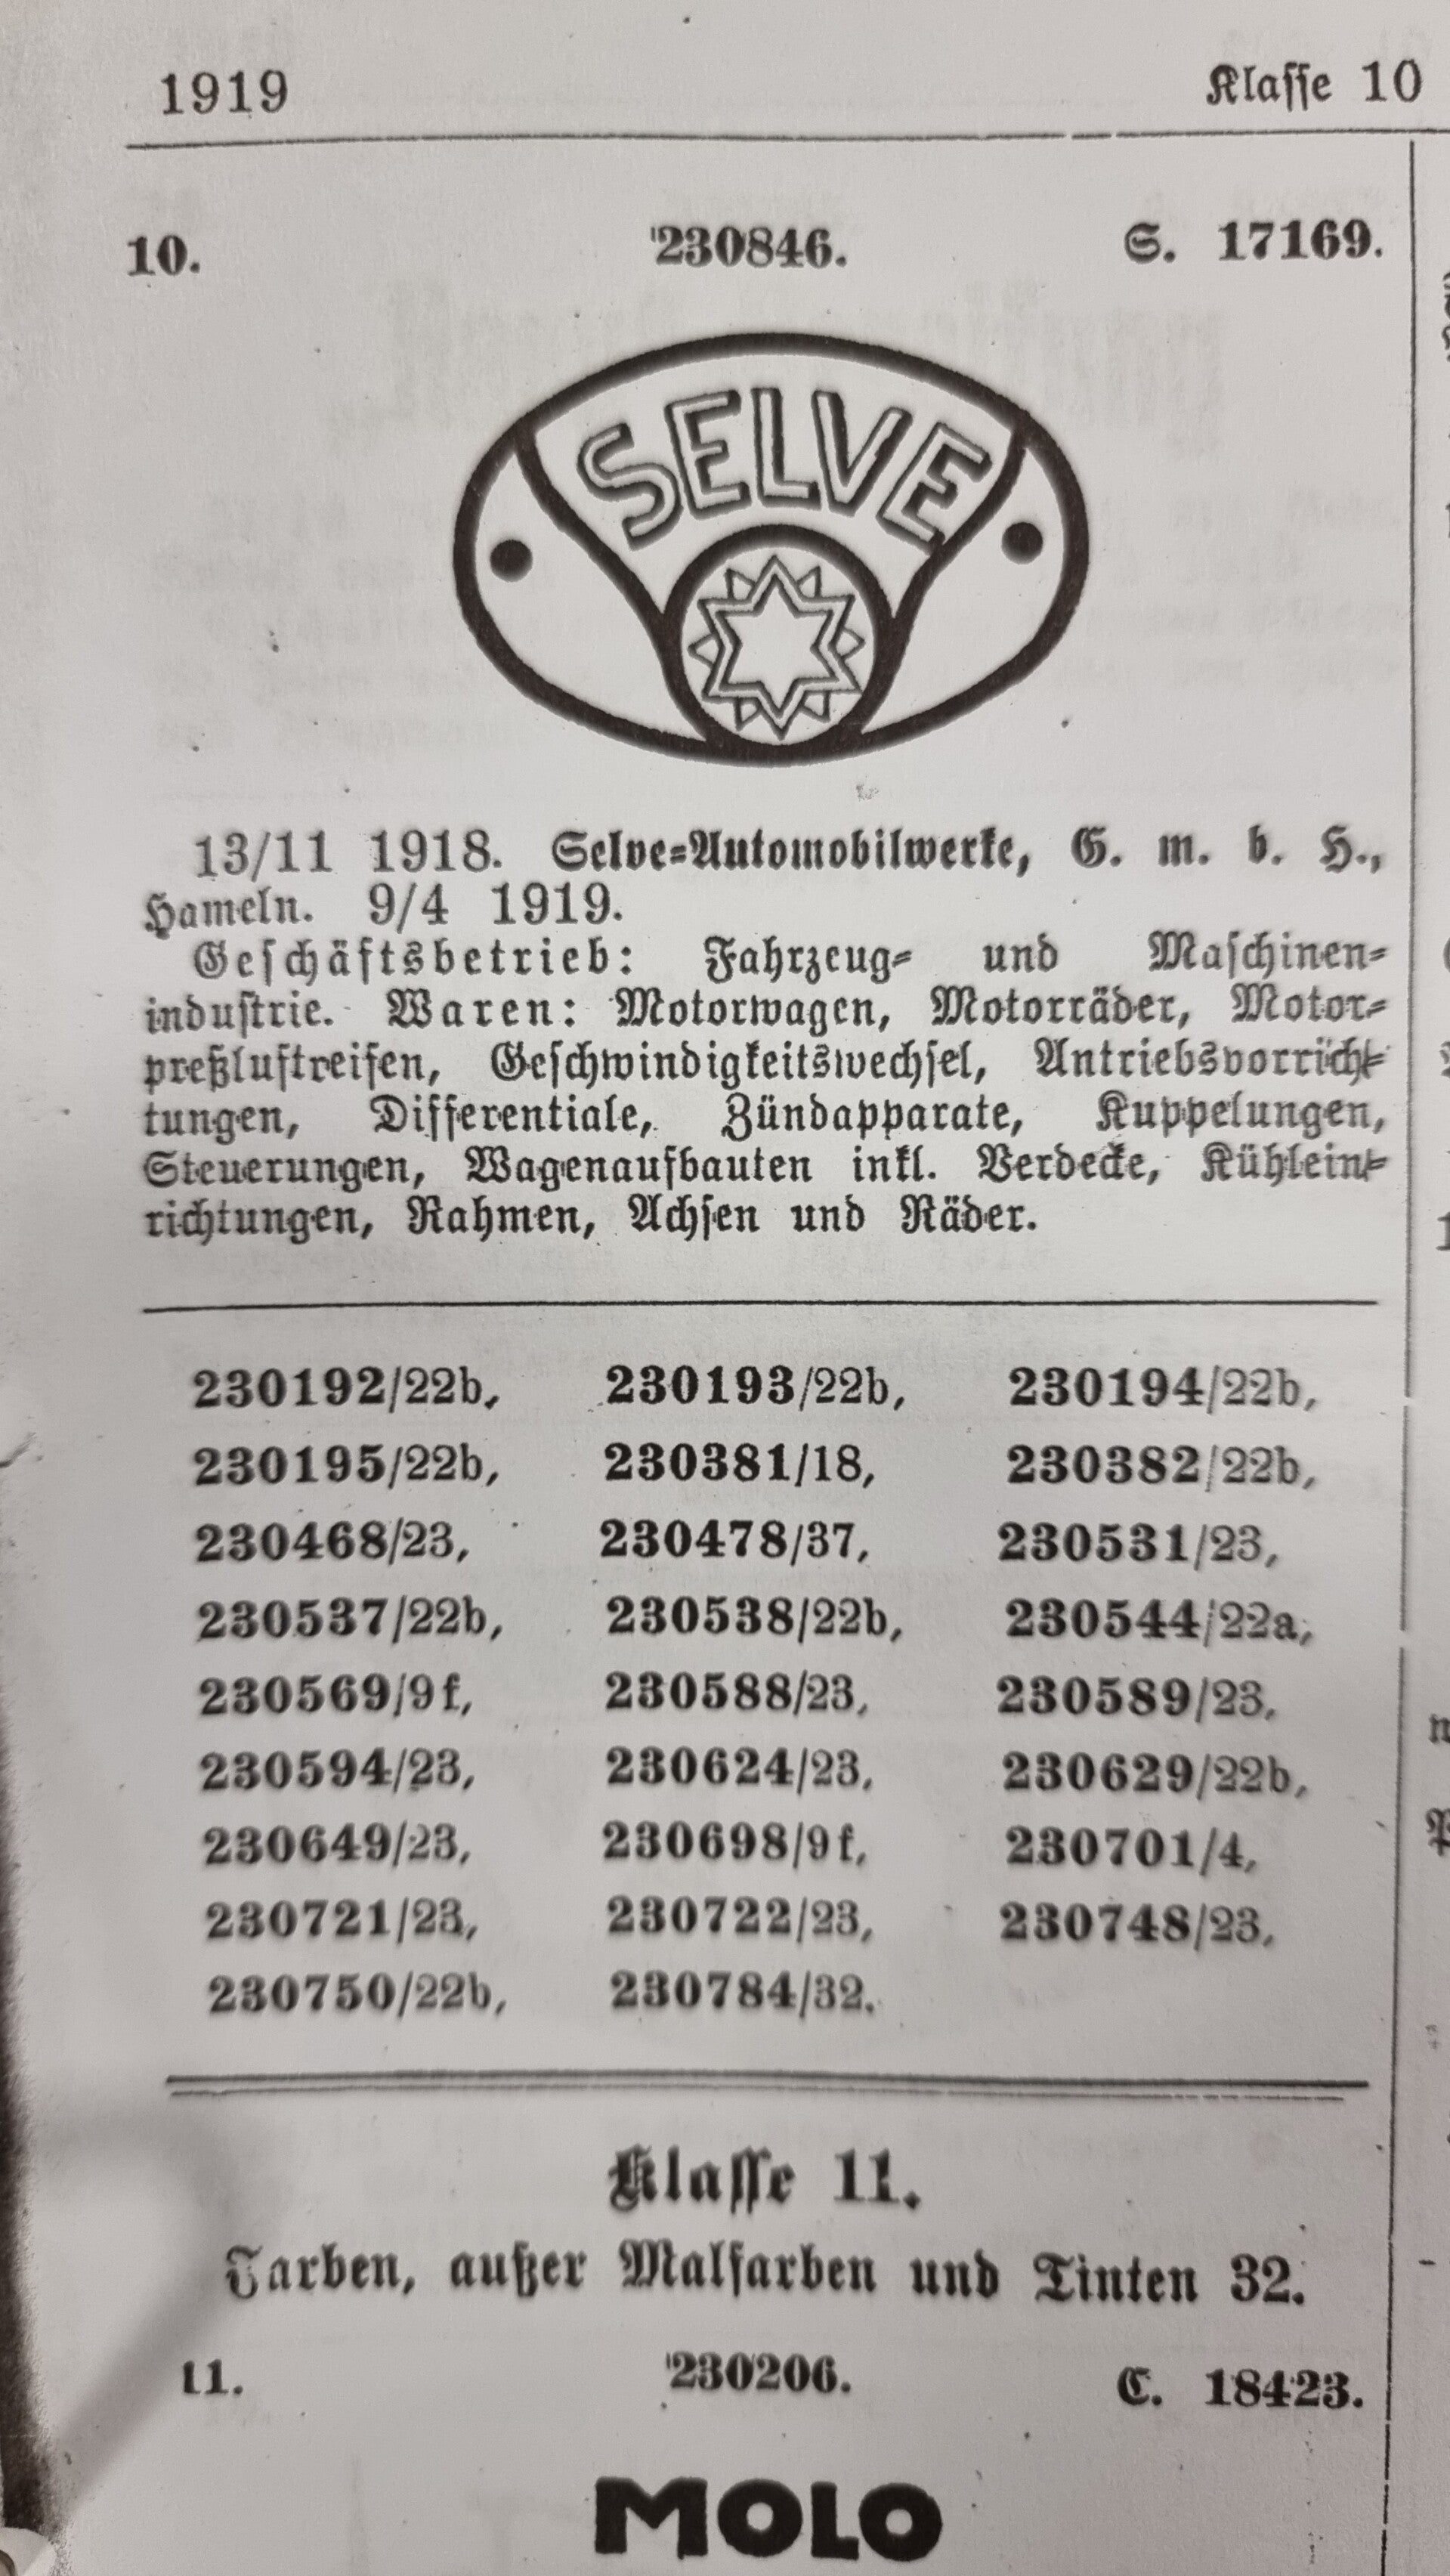 1919 Klasse 10
10. 230846. S. 17169.
SELVE
13/11 1918. Selve-Automobilwerke, G. m. b. H.,
Hameln. 9/4 1919.
Geschäftsbetrieb: Fahrzeug- und Maschinen-
industrie. Waren: Motorwagen, Motorräder, Motor-
preßluftreifen, Geschwindigkeitswechsel, Antriebsvorrich-
tungen, Differentiale, Zündapparate, Kuppelungen,
Steuerungen, Wagenaufbauten inkl. Verdecke, Kühlein-
richtungen, Rahmen, Achsen und Räder.
230192/22b, 230193/22b, 230194/22b,
230195/22b, 230381/18, 230382/22b,
230468/23, 230478/37, 230531/23,
230537/22b, 230538/22b, 230544/22a,
230569/9f, 230588/23, 230589/23,
230594/23, 230624/23, 230629/22b,
230649/23, 230698/9f, 230701/4,
230721/23, 230722/23, 230748/23,
230750/22b, 230784/32.
Klasse 11.
Farben, außer Malfarben und Tinten 32.
11. 230206. C. 18423.
MOLO